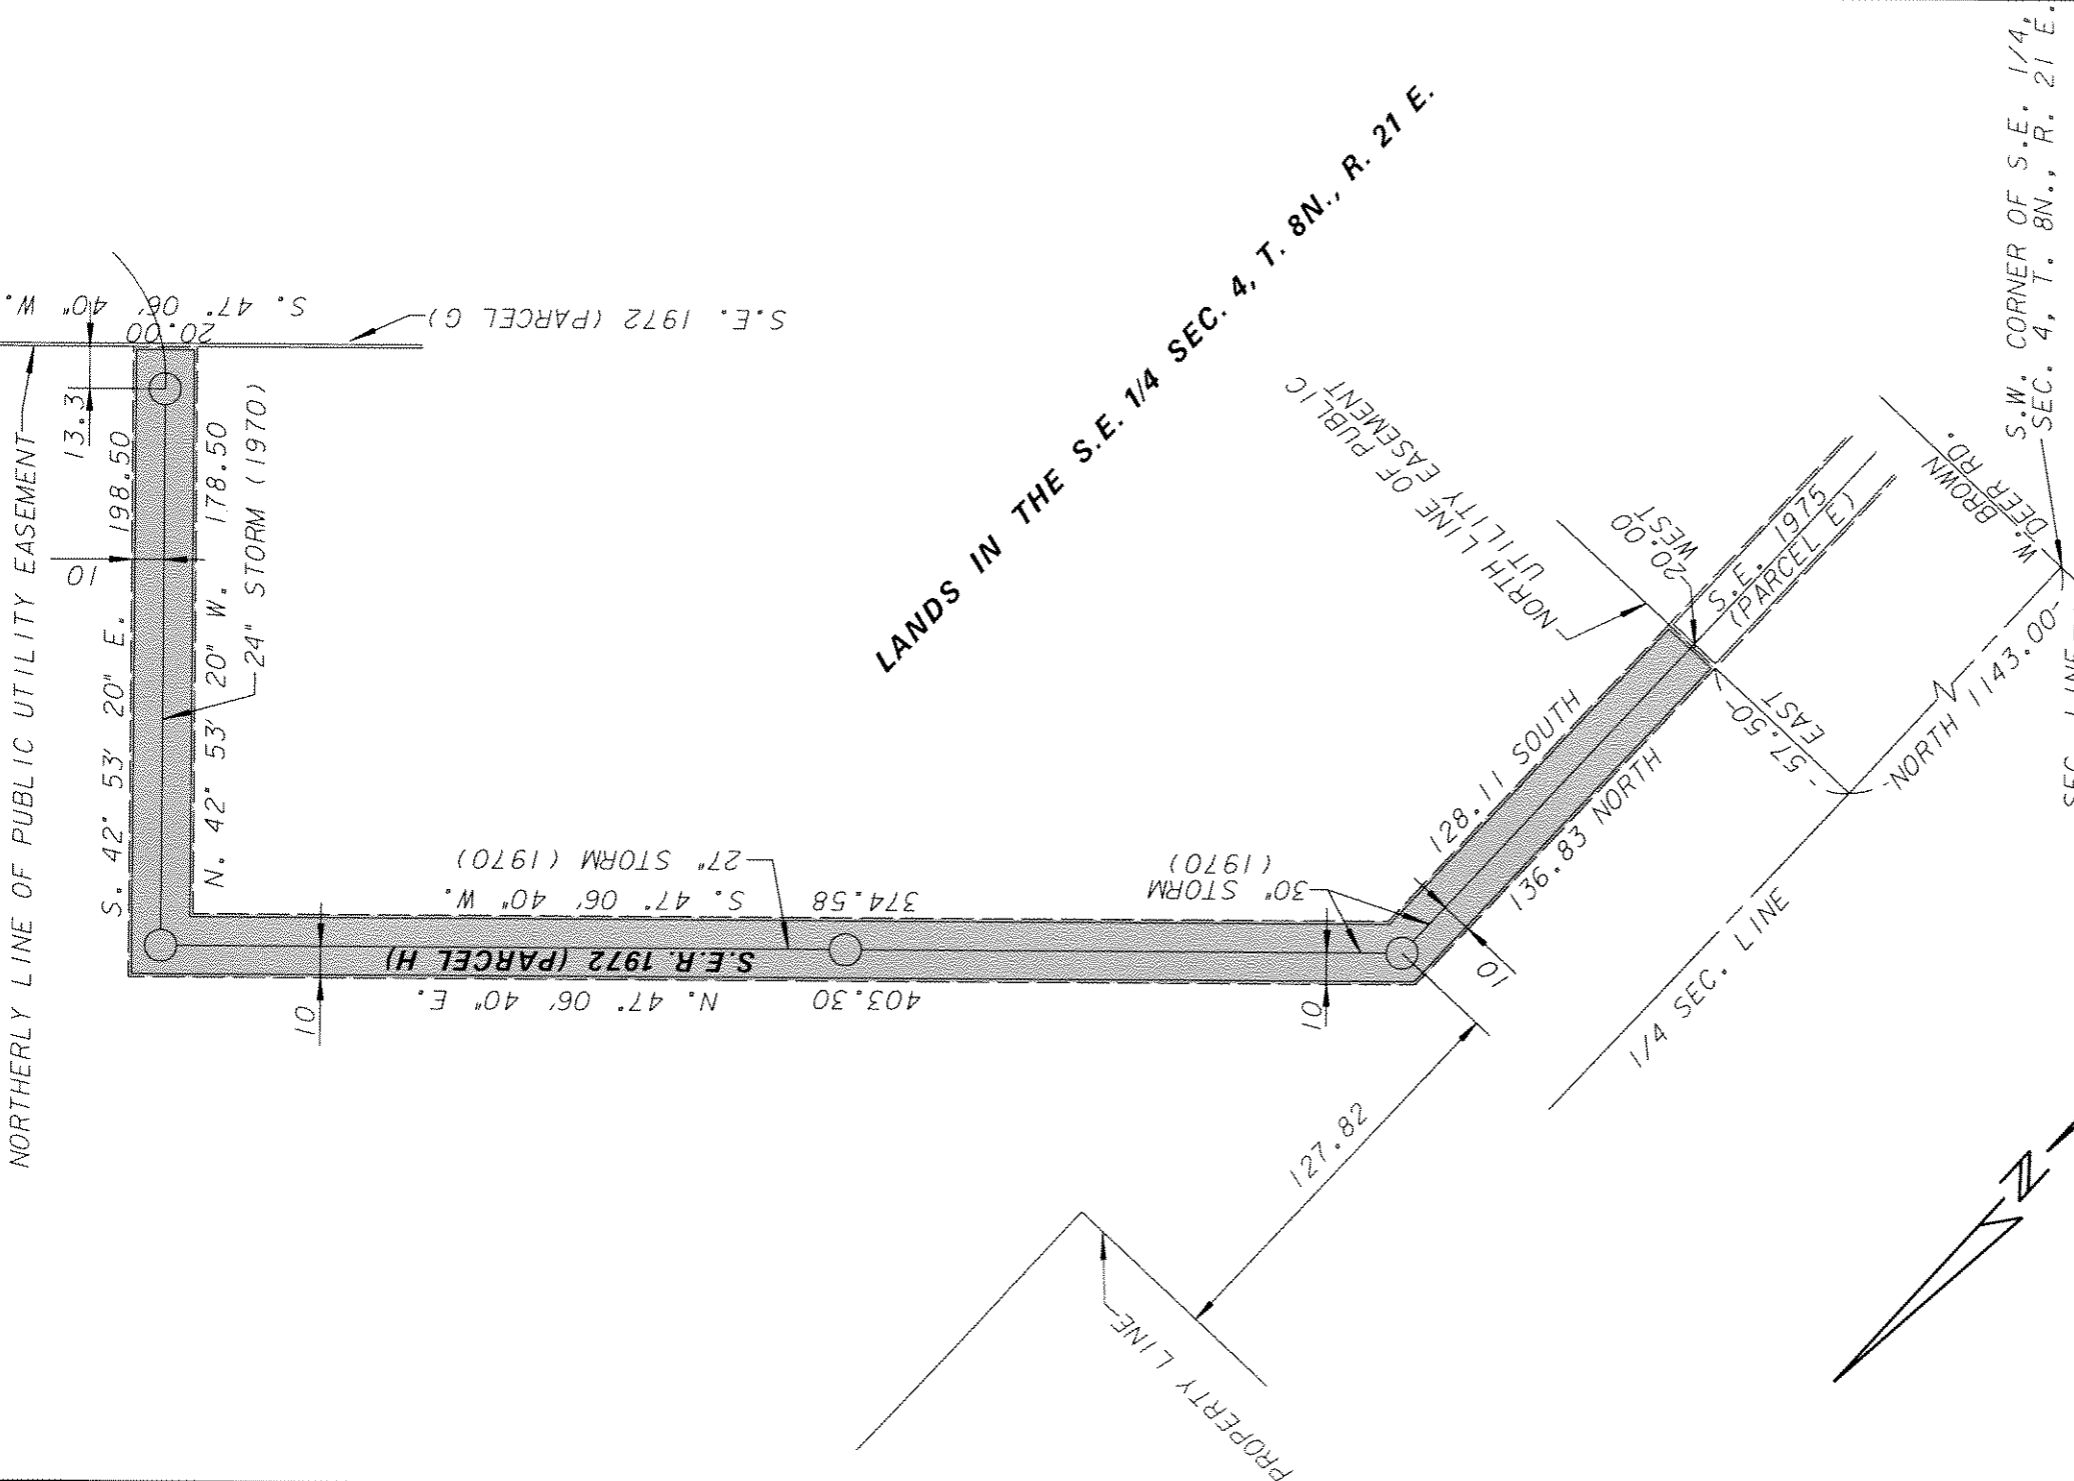 NORTHERLY LINE OF PUBLIC UTILITY EASEMENT
S. 47° 06' 40" W.
20.00
13.3
S.E. 1972 (PARCEL G)
10
S. 42° 53' 20" E. 198.50
N. 42° 53' 20" W. 178.50
24" STORM (1970)
LANDS IN THE S.E. 1/4 SEC. 4, T. 8N., R. 21 E.
27" STORM (1970)
374.58 S. 47° 06' 40" W.
S.E.R. 1972 (PARCEL H)
403.30 N. 47° 06' 40" E.
10
30" STORM
(1970)
10
10
128.11 SOUTH
136.83 NORTH
NORTH LINE OF PUBLIC
UTILITY EASEMENT
20.00
WEST
S.E. 1975
(PARCEL E)
W. BROWN
DEER RD.
S.W. CORNER OF S.E. 1/4,
SEC. 4, T. 8N., R. 21 E.
57.50
EAST
NORTH 1143.00
SEC. LINE
1/4 SEC. LINE
127.82
PROPERTY LINE
N